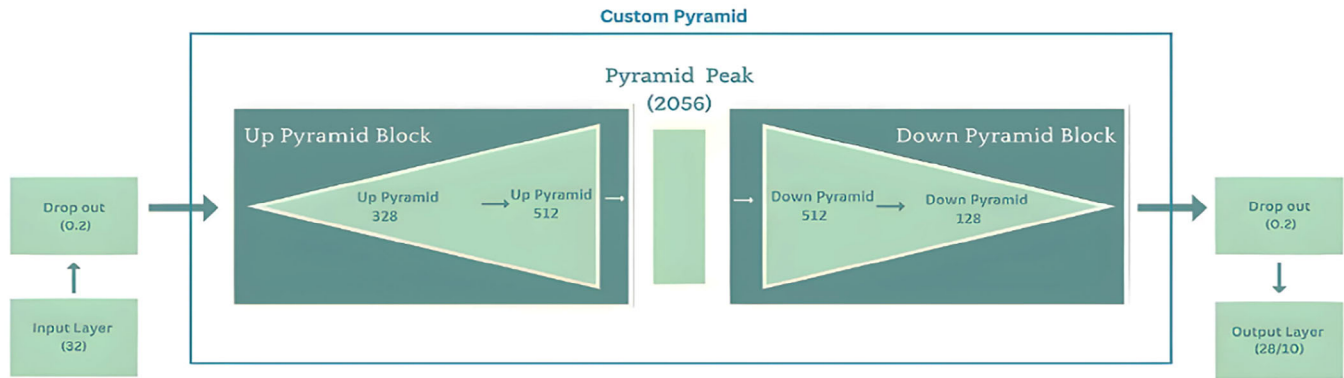 Custom Pyramid
Pyramid Peak
(2056)
Up Pyramid Block
Up Pyramid
328
Up Pyramid
512
Down Pyramid Block
Down Pyramid
512
Down Pyramid
128
Drop out
(0.2)
Input Layer
(32)
Drop out
(0.2)
Output Layer
(28/10)